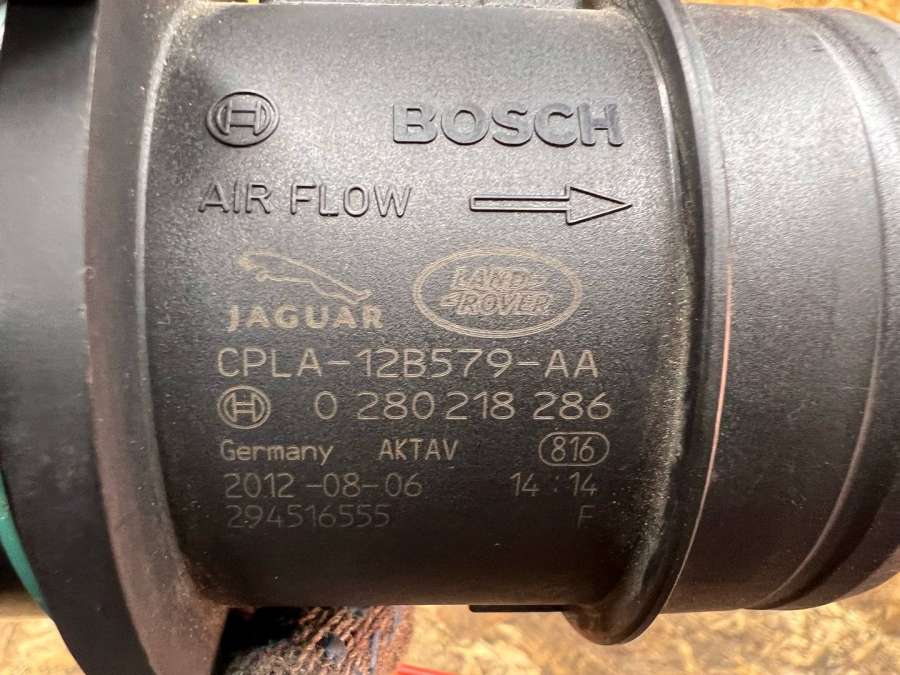 BOSCH
AIR FLOW
JAGUAR
LAND ROVER
CPLA-12B579-AA
0 280 218 286
Germany AKTAV 816
2012-08-06 14:14
294516555 F